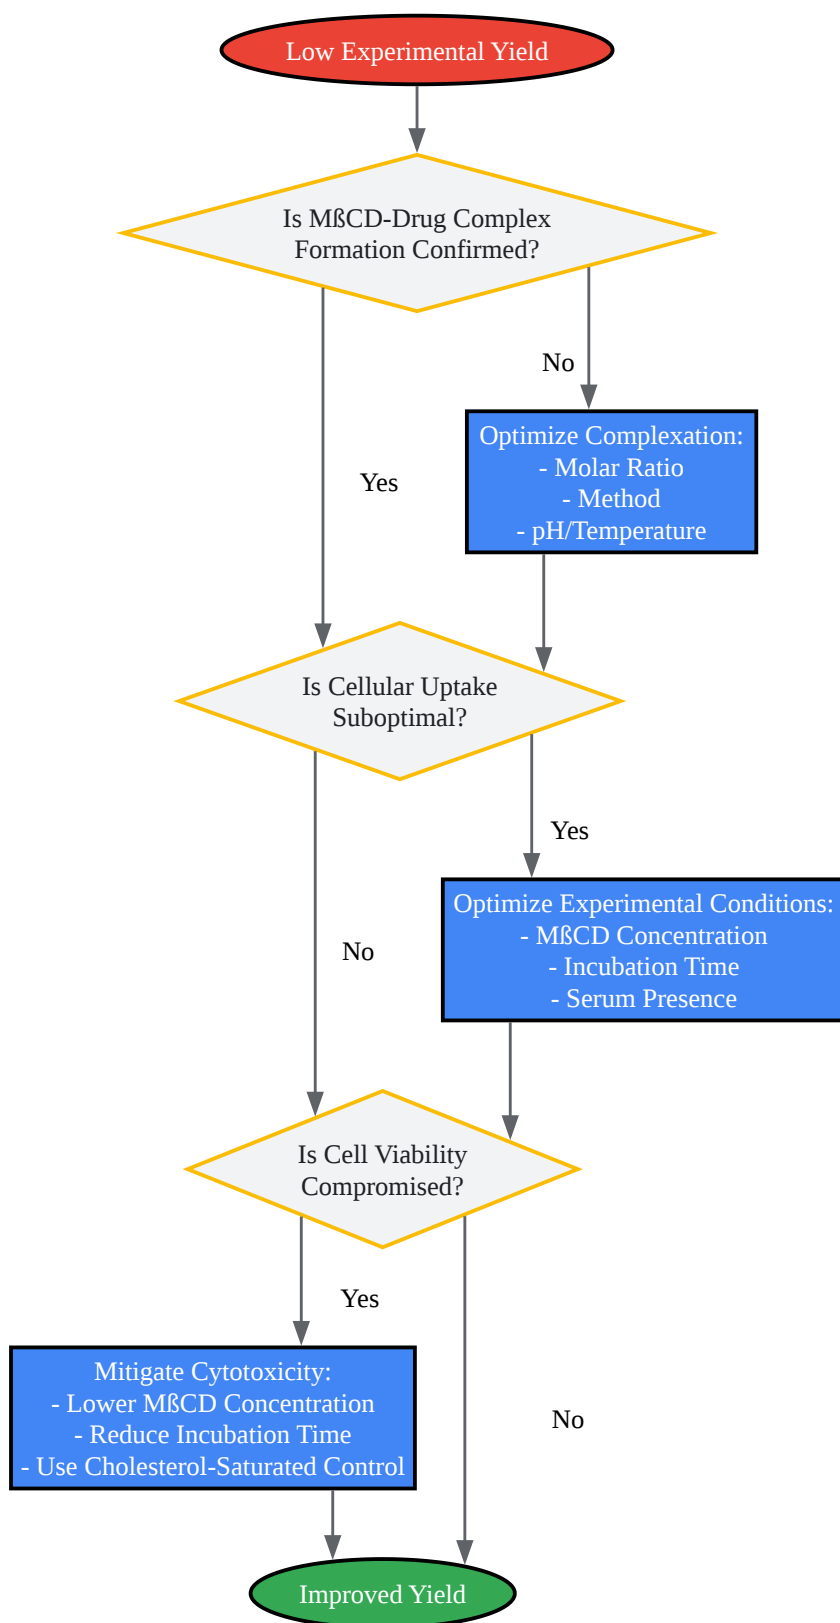 Low Experimental Yield
Is MßCD-Drug Complex
Formation Confirmed?
No
Optimize Complexation:
- Molar Ratio
- Method
- pH/Temperature
Yes
Is Cellular Uptake
Suboptimal?
Yes
Optimize Experimental Conditions:
- MßCD Concentration
- Incubation Time
- Serum Presence
No
Is Cell Viability
Compromised?
Yes
Mitigate Cytotoxicity:
- Lower MßCD Concentration
- Reduce Incubation Time
- Use Cholesterol-Saturated Control
No
Improved Yield